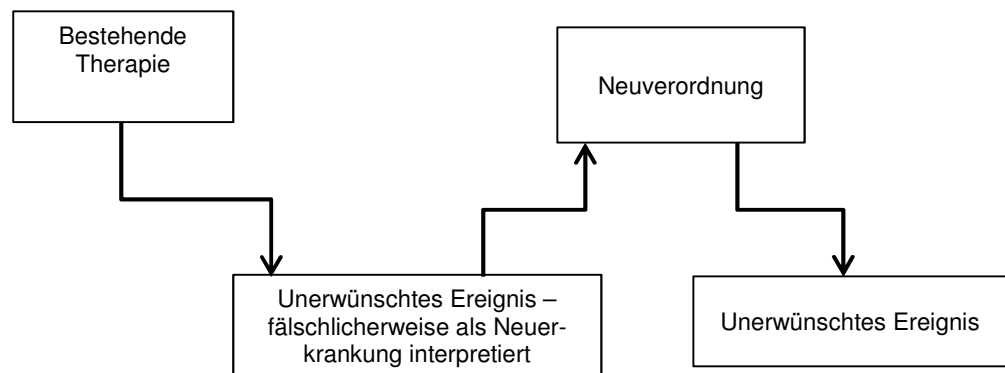 Bestehende
Therapie
Unerwünschtes Ereignis –
fälschlicherweise als Neuer-
krankung interpretiert
Neuverordnung
Unerwünschtes Ereignis